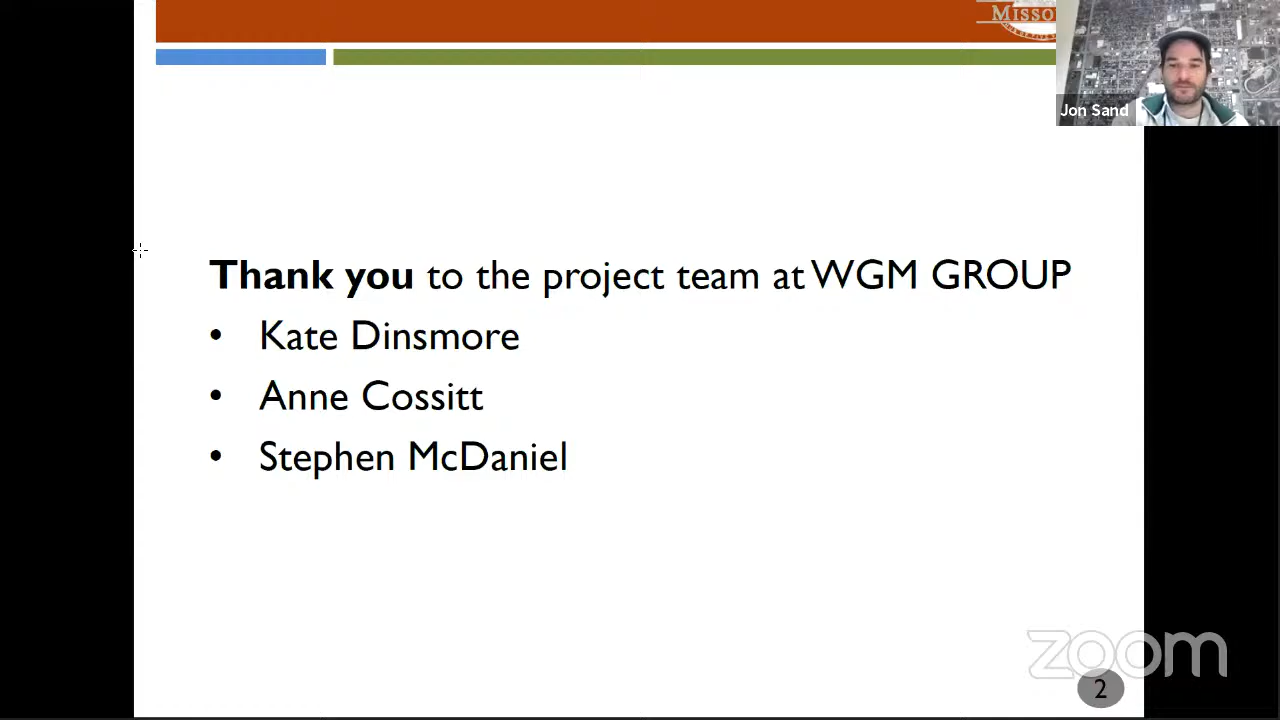 Jon Sand
Thank you to the project team at WGM GROUP
• Kate Dinsmore
• Anne Cossitt
• Stephen McDaniel
zoom
2